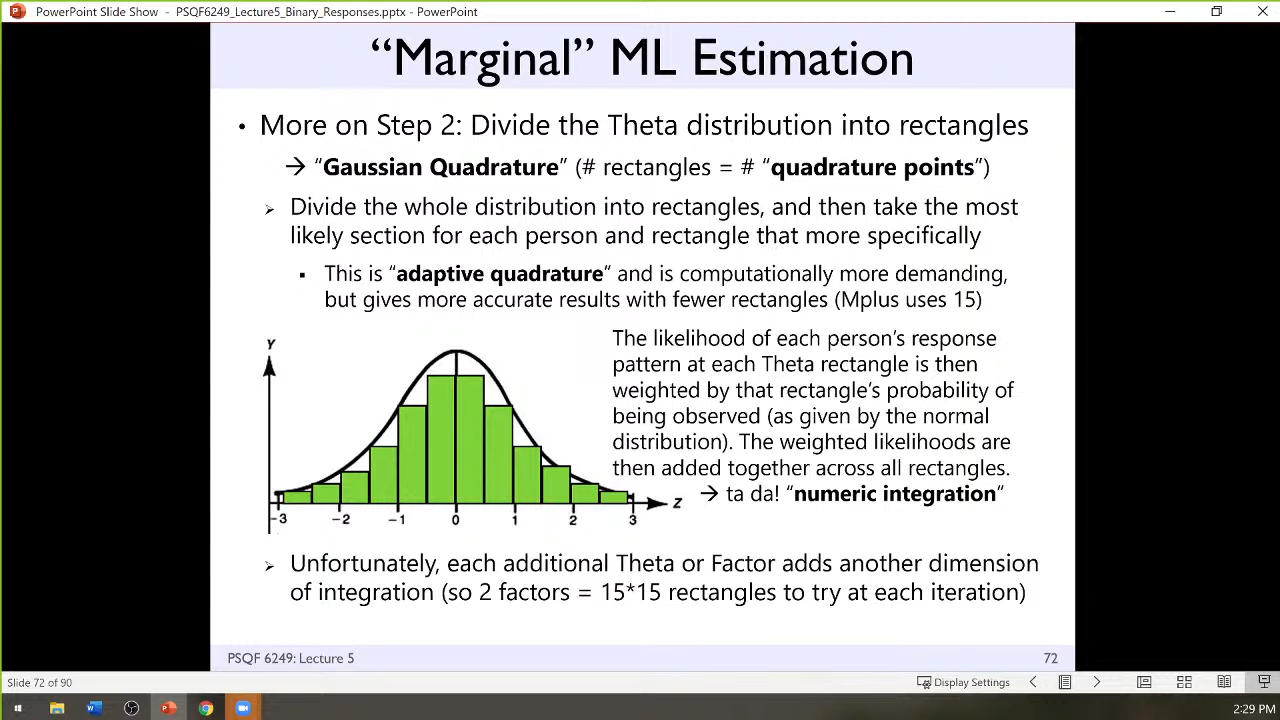 PowerPoint Slide Show - PSQF6249_Lecture5_Binary_Responses.pptx - PowerPoint
“Marginal” ML Estimation
• More on Step 2: Divide the Theta distribution into rectangles
→ “Gaussian Quadrature” (# rectangles = # “quadrature points”)
➢ Divide the whole distribution into rectangles, and then take the most
likely section for each person and rectangle that more specifically
▪ This is “adaptive quadrature” and is computationally more demanding,
but gives more accurate results with fewer rectangles (Mplus uses 15)
The likelihood of each person’s response
pattern at each Theta rectangle is then
weighted by that rectangle’s probability of
being observed (as given by the normal
distribution). The weighted likelihoods are
then added together across all rectangles.
→ ta da! “numeric integration”
Y
Z
−3 −2 −1 0 1 2 3
➢ Unfortunately, each additional Theta or Factor adds another dimension
of integration (so 2 factors = 15*15 rectangles to try at each iteration)
PSQF 6249: Lecture 5
72
Slide 72 of 90
Display Settings
2:29 PM